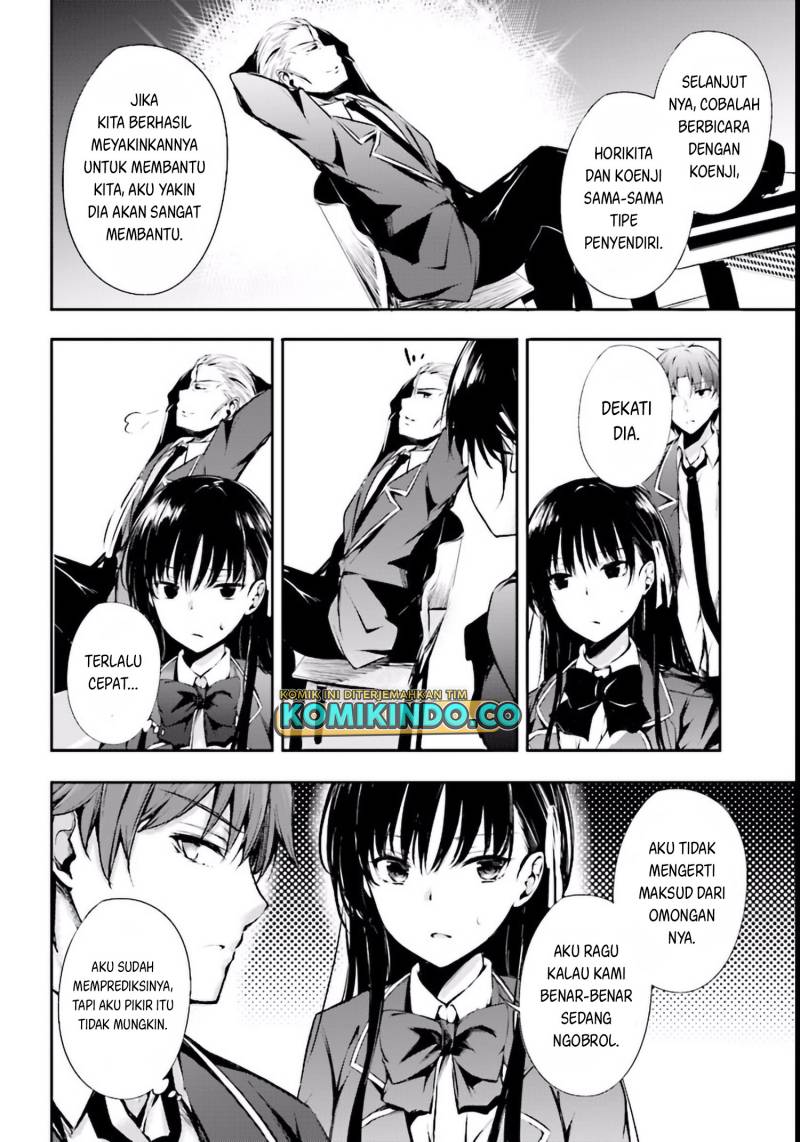 SELANJUT
NYA, COBALAH
BERBICARA
DENGAN
KOENJI,
HORIKITA
DAN KOENJI
SAMA-SAMA
TIPE
PENYENDIRI.
JIKA
KITA BERHASIL
MEYAKINKANNYA
UNTUK MEMBANTU
KITA, AKU YAKIN
DIA AKAN SANGAT
MEMBANTU.
DEKATI
DIA.
TERLALU
CEPAT...
KOMIK INI DITERJEMAHKAN TIM
KOMIKINDO.CO
AKU TIDAK
MENGERTI
MAKSUD DARI
OMONGAN
NYA.
AKU RAGU
KALAU KAMI
BENAR-BENAR
SEDANG
NGOBROL.
AKU SUDAH
MEMPREDIKSINYA,
TAPI AKU PIKIR ITU
TIDAK MUNGKIN.